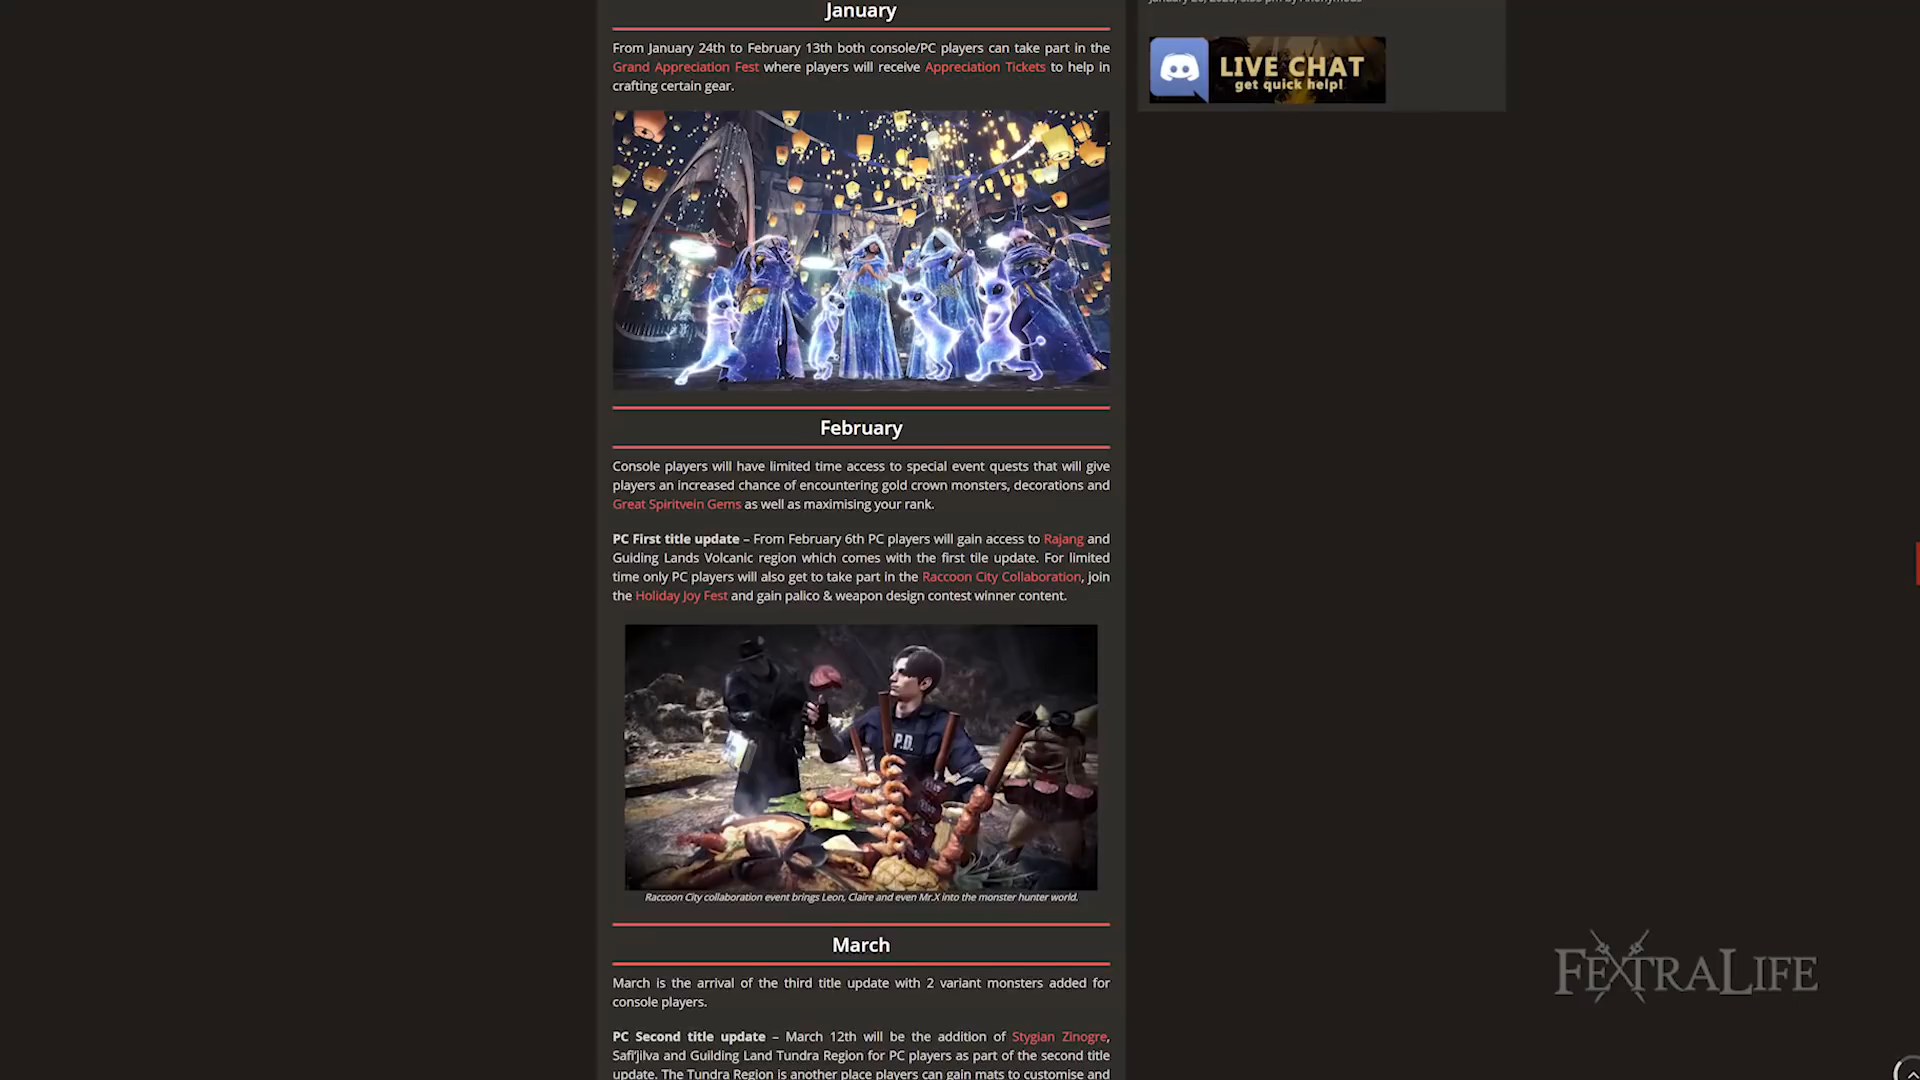 January
From January 24th to February 13th both console/PC players can take part in the
Grand Appreciation Fest where players will receive Appreciation Tickets to help in
crafting certain gear.
LIVE CHAT
get quick help!
February
Console players will have limited time access to special event quests that will give
players an increased chance of encountering gold crown monsters, decorations and
Great Spiritvein Gems as well as maximising your rank.
PC First title update – From February 6th PC players will gain access to Rajang and
Guiding Lands Volcanic region which comes with the first tile update. For limited
time only PC players will also get to take part in the Raccoon City Collaboration, join
the Holiday Joy Fest and gain palico & weapon design contest winner content.
P.D.
Raccoon City collaboration event brings Leon, Claire and even Mr.X into the monster hunter world.
March
March is the arrival of the third title update with 2 variant monsters added for
console players.
PC Second title update – March 12th will be the addition of Stygian Zinogre,
Safi'jilva and Guilding Land Tundra Region for PC players as part of the second title
update. The Tundra Region is another place players can gain mats to customise and
FEXTRALIFE